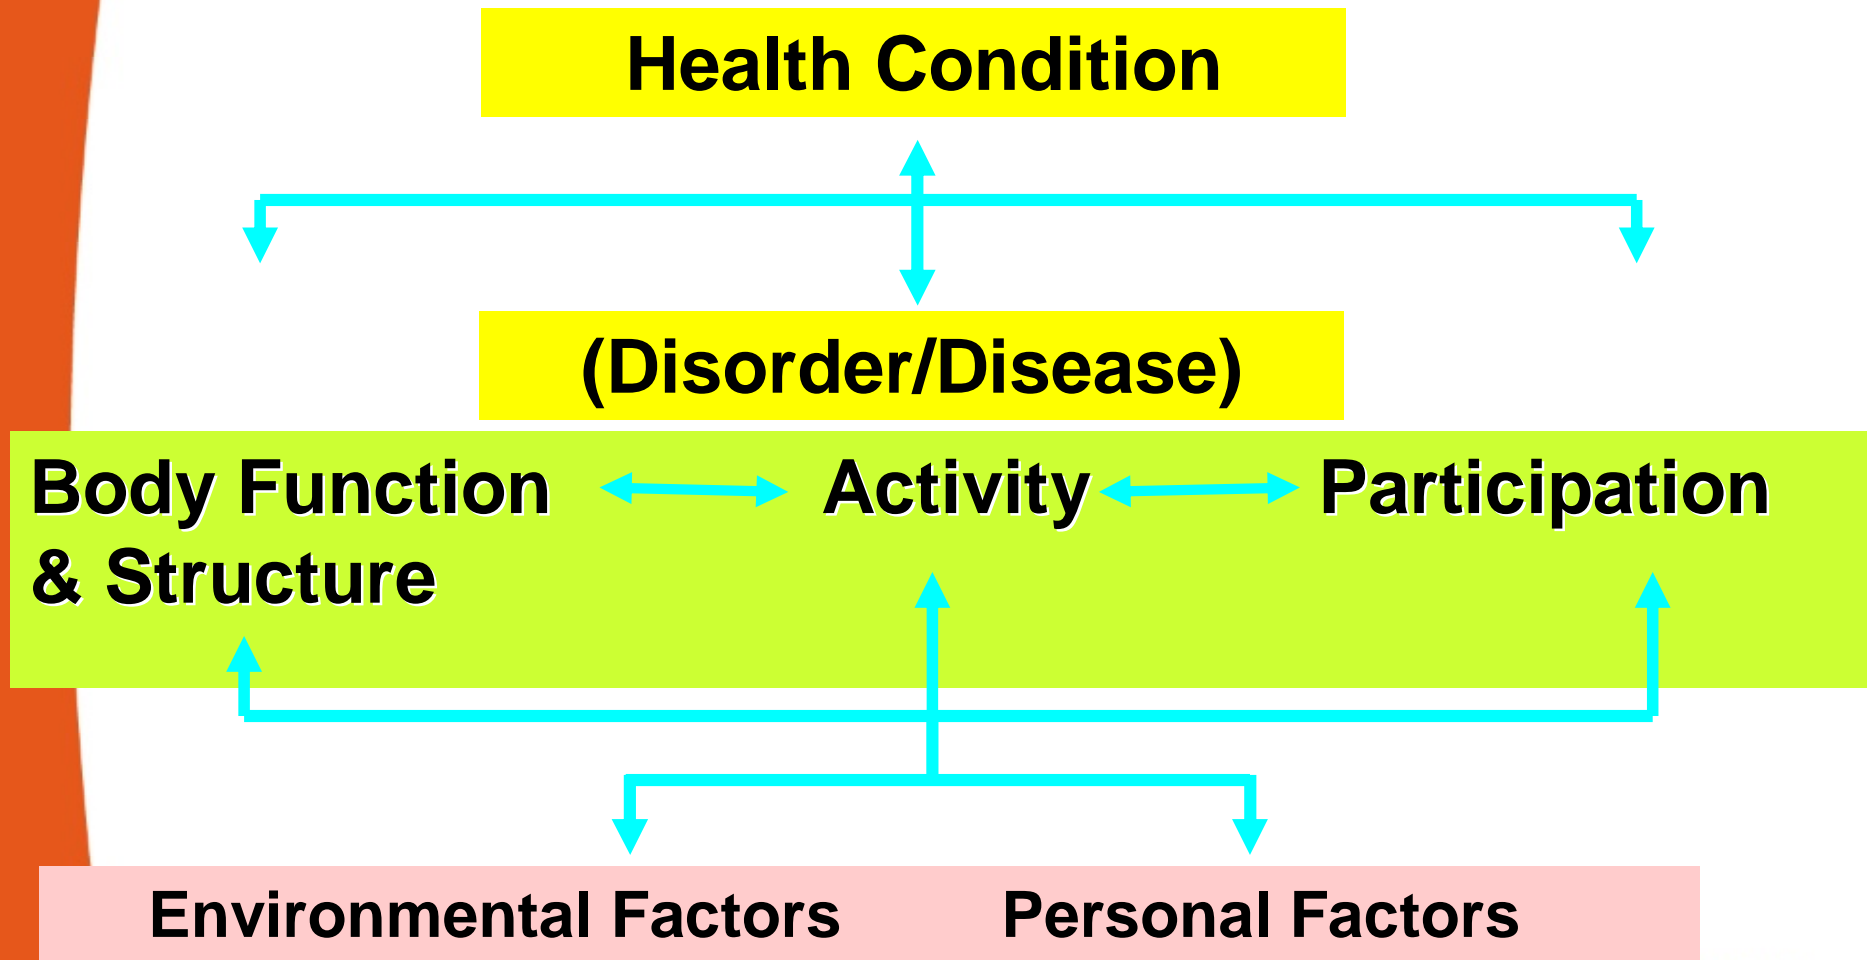 Health Condition
(Disorder/Disease)
Body Function Activity Participation
& Structure
Environmental Factors Personal Factors